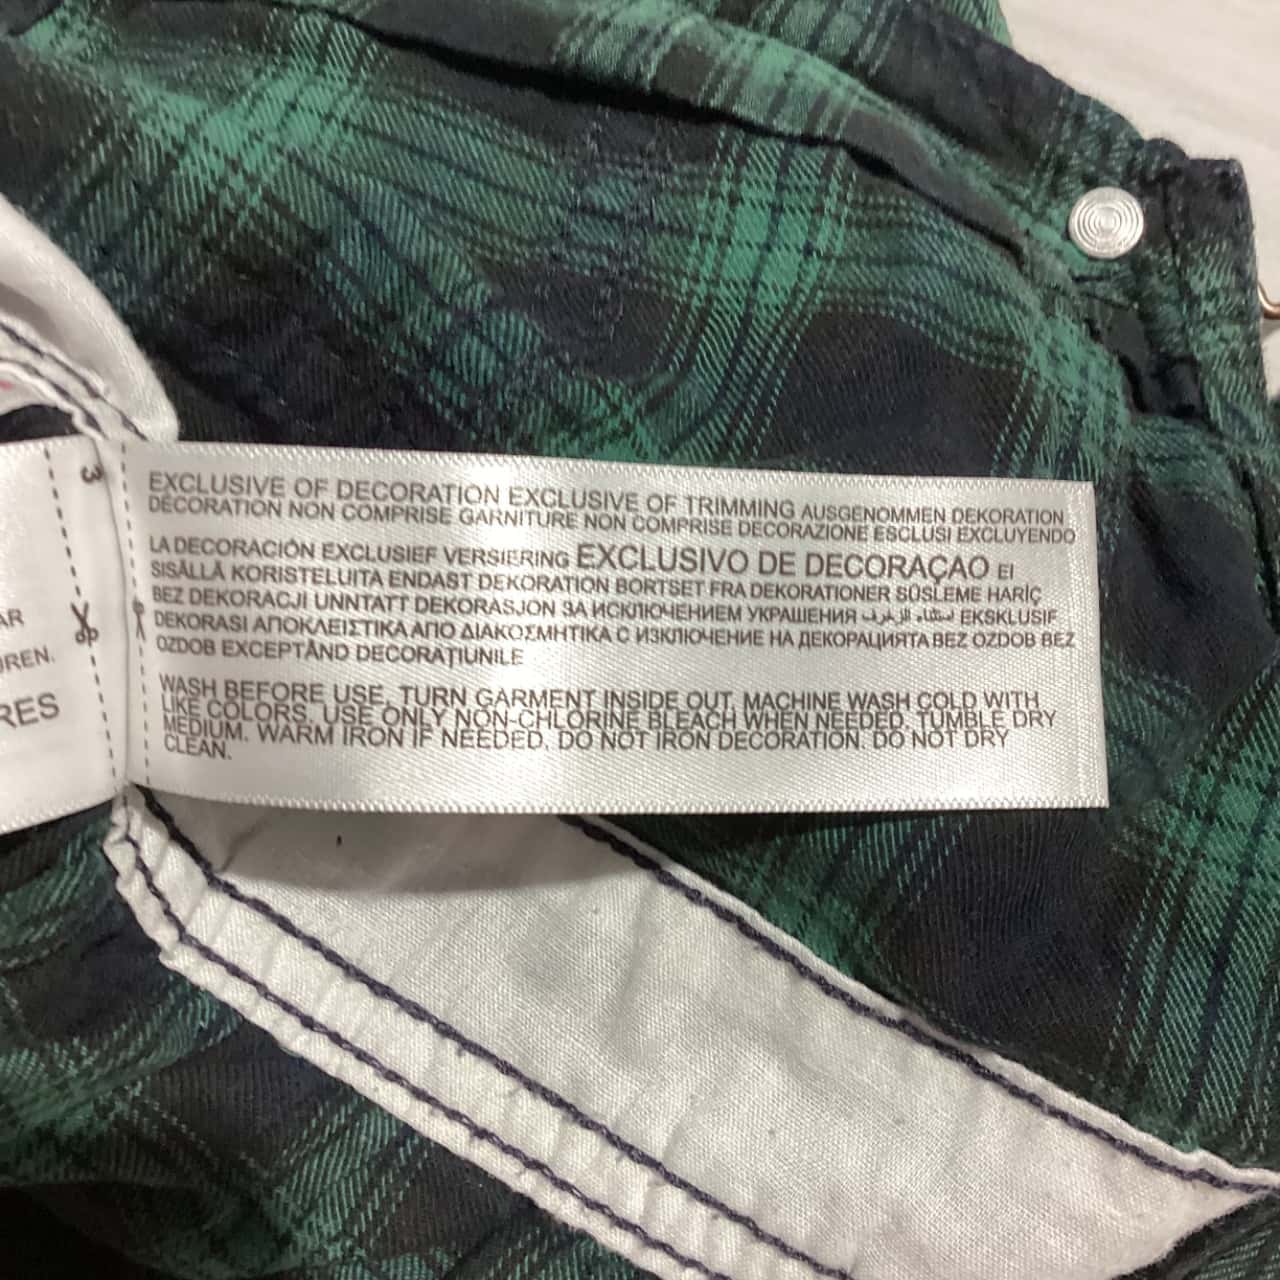 3
EXCLUSIVE OF DECORATION EXCLUSIVE OF TRIMMING AUSGENOMMEN DEKORATION
DÉCORATION NON COMPRISE GARNITURE NON COMPRISE DECORAZIONE ESCLUSI EXCLUYENDO
LA DECORACIÓN EXCLUSIEF VERSIERING EXCLUSIVO DE DECORAÇAO EI
SISÄLLÄ KORISTELUITA ENDAST DEKORATION BORTSET FRA DEKORATIONER SÜSLEME HARİÇ
BEZ DEKORACJI UNNTATT DEKORASJON ЗА ИСКЛЮЧЕНИЕМ УКРАШЕНИЯ استثناء الزخرفة EKSKLUSIF
DEKORASI ΑΠΟΚΛΕΙΣΤΙΚΑ ΑΠΟ ΔΙΑΚΟΣΜΗΤΙΚΑ С ИЗКЛЮЧЕНИЕ НА ДЕКОРАЦИЯТА BEZ OZDOB BEZ
OZDOB EXCEPTÂND DECORAȚIUNILE
WASH BEFORE USE, TURN GARMENT INSIDE OUT, MACHINE WASH COLD WITH
LIKE COLORS, USE ONLY NON-CHLORINE BLEACH WHEN NEEDED. TUMBLE DRY
MEDIUM. WARM IRON IF NEEDED, DO NOT IRON DECORATION. DO NOT DRY
CLEAN.